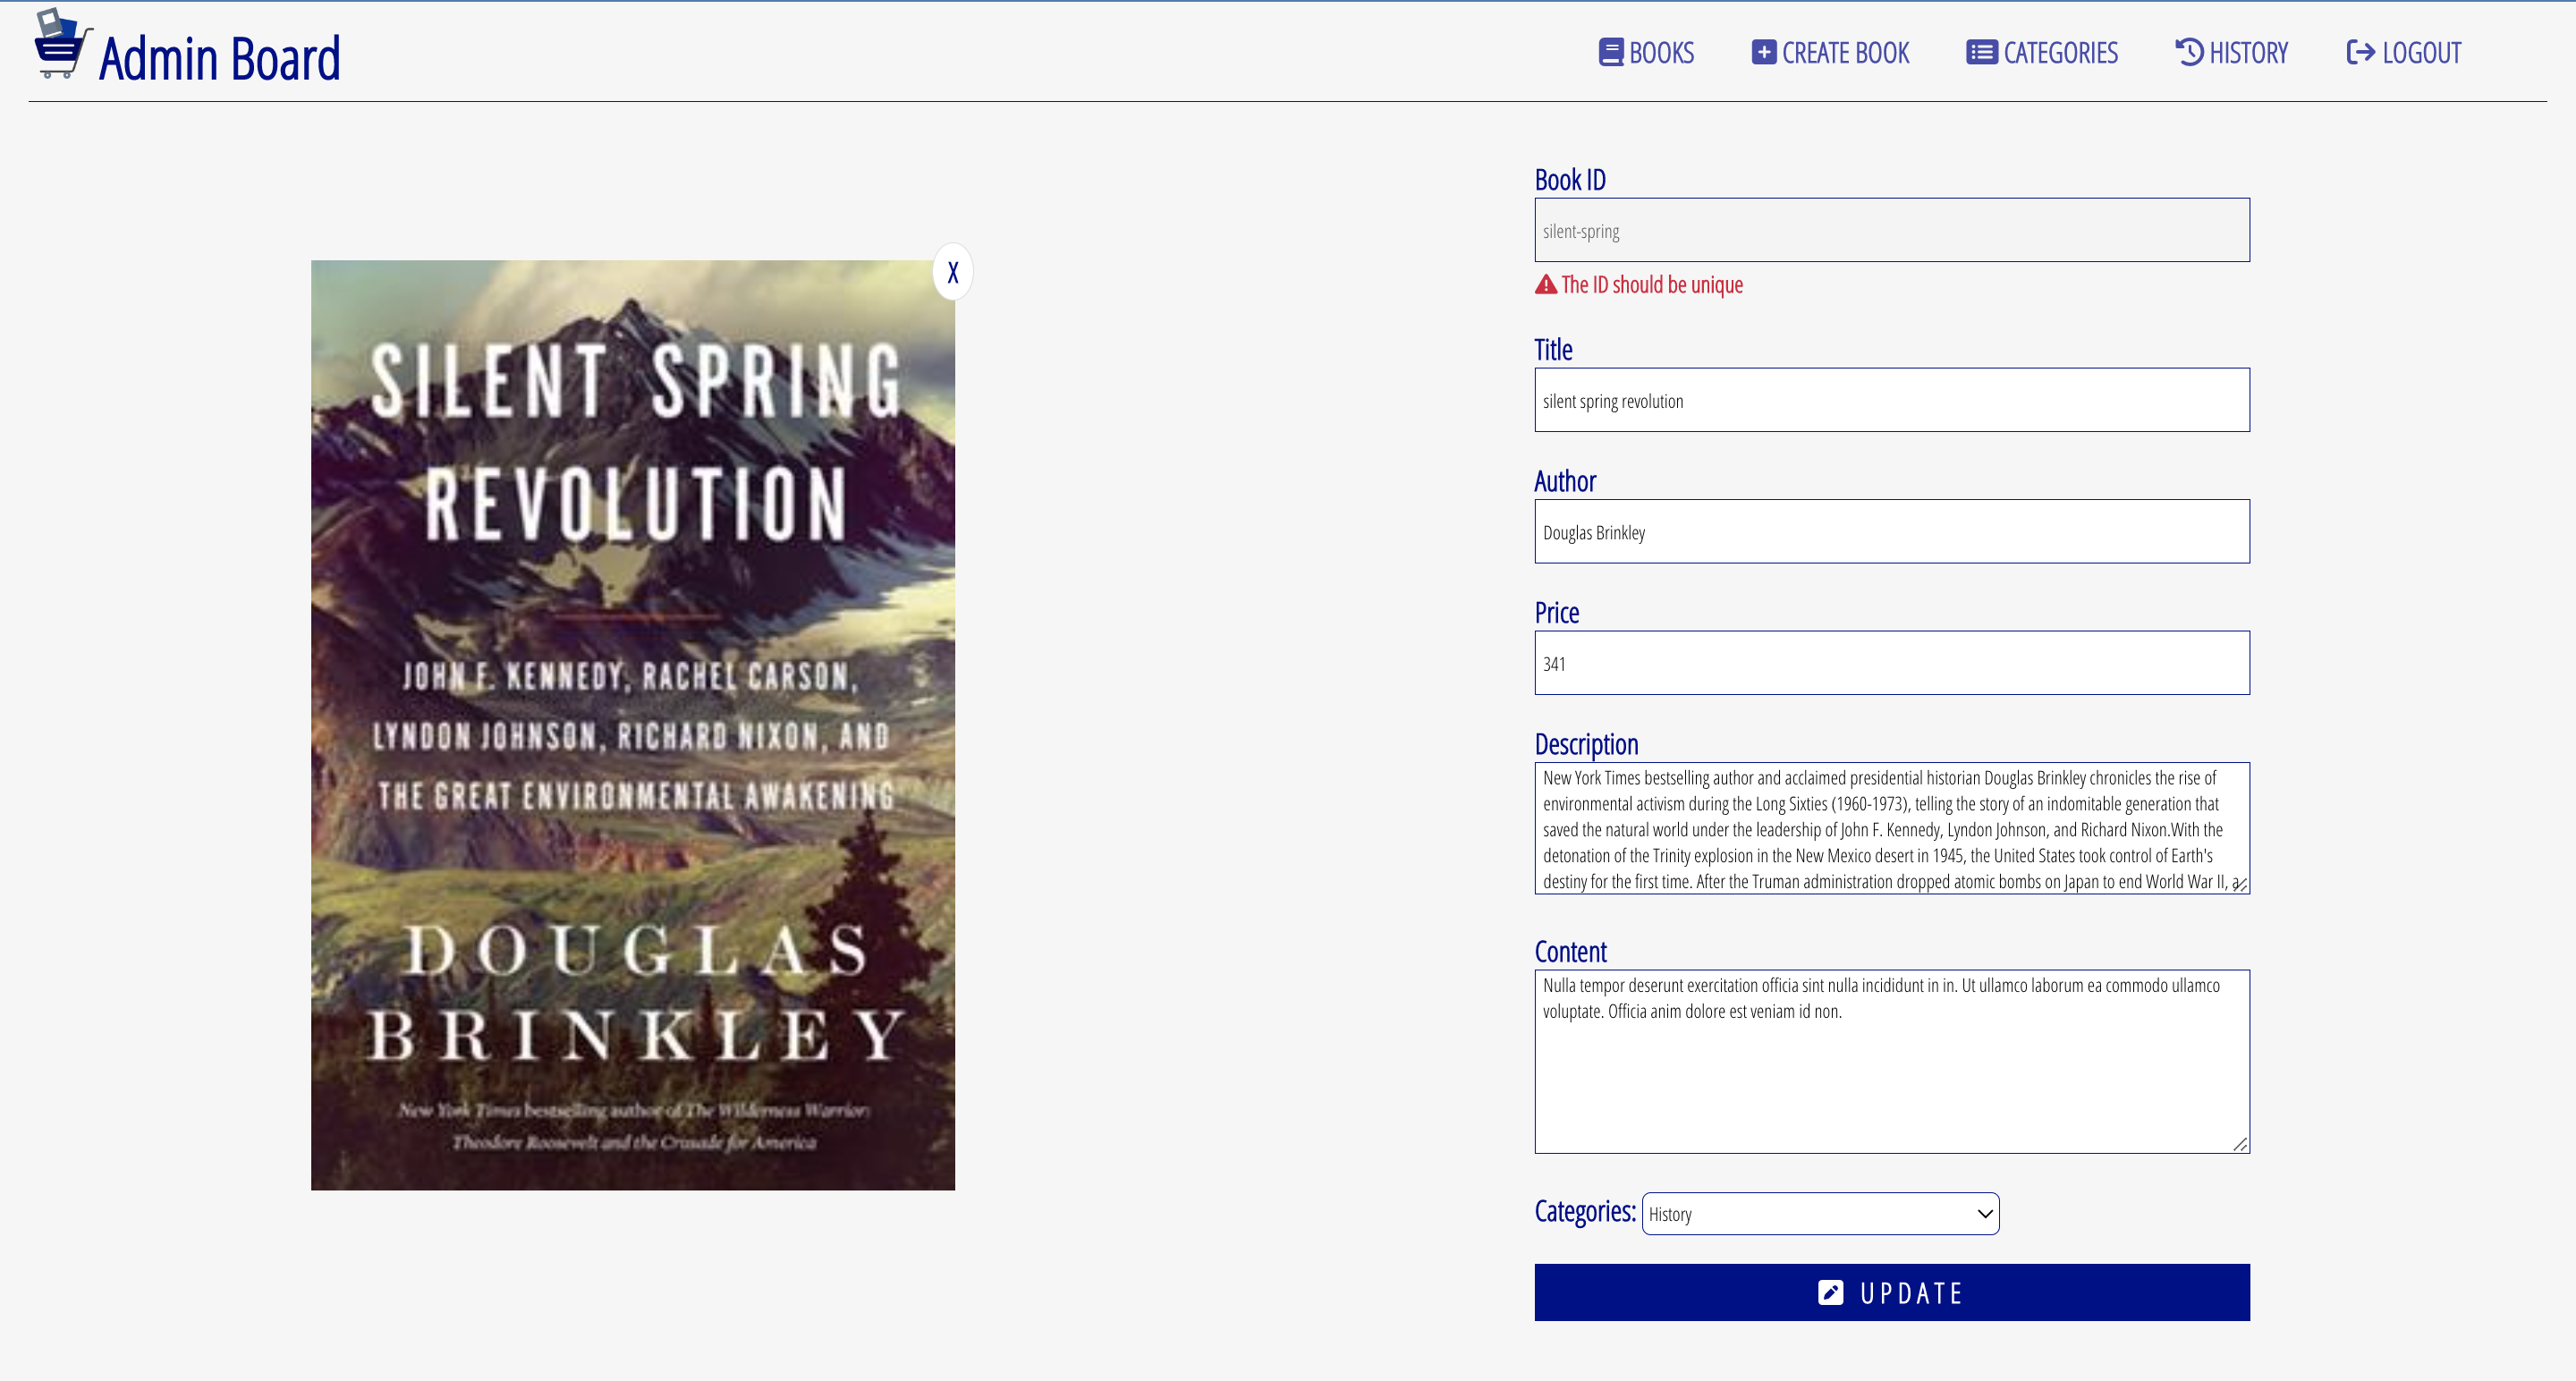 Admin Board
BOOKS
CREATE BOOK
CATEGORIES
HISTORY
LOGOUT
X
SILENT SPRING
REVOLUTION
JOHN F. KENNEDY, RACHEL CARSON,
LYNDON JOHNSON, RICHARD NIXON, AND
THE GREAT ENVIRONMENTAL AWAKENING
DOUGLAS
BRINKLEY
New York Times bestselling author of The Wilderness Warrior:
Theodore Roosevelt and the Crusade for America
Book ID
silent-spring
The ID should be unique
Title
silent spring revolution
Author
Douglas Brinkley
Price
341
Description
New York Times bestselling author and acclaimed presidential historian Douglas Brinkley chronicles the rise of
environmental activism during the Long Sixties (1960-1973), telling the story of an indomitable generation that
saved the natural world under the leadership of John F. Kennedy, Lyndon Johnson, and Richard Nixon.With the
detonation of the Trinity explosion in the New Mexico desert in 1945, the United States took control of Earth's
destiny for the first time. After the Truman administration dropped atomic bombs on Japan to end World War II, a
Content
Nulla tempor deserunt exercitation officia sint nulla incididunt in in. Ut ullamco laborum ea commodo ullamco
voluptate. Officia anim dolore est veniam id non.
Categories: History
UPDATE